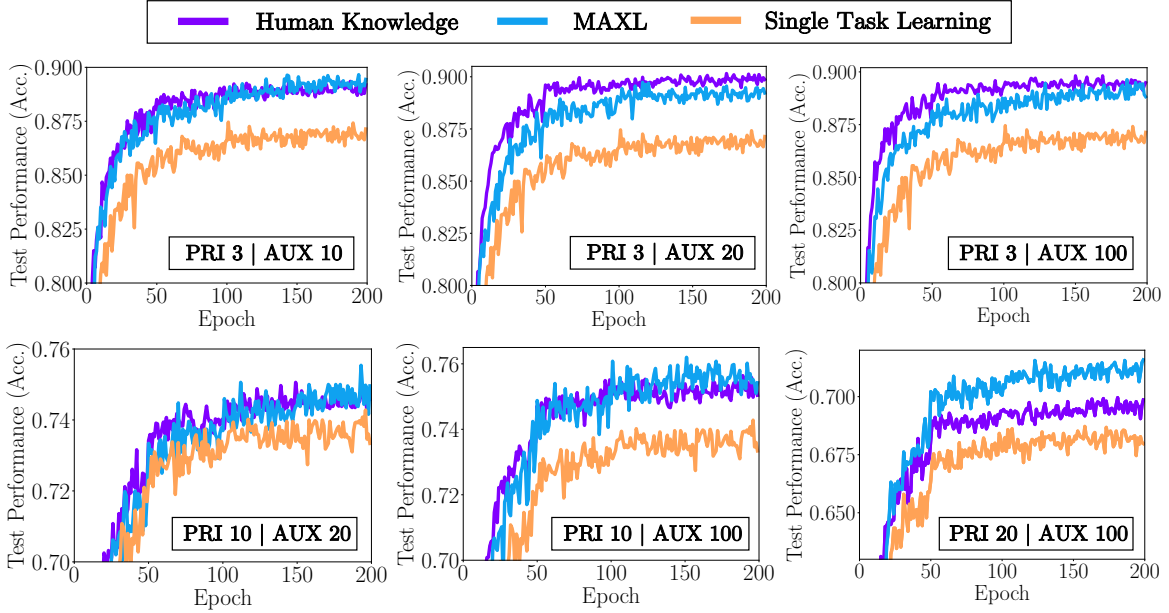 Human Knowledge MAXL Single Task Learning
Test Performance (Acc.)
0.900
0.875
0.850
0.825
0.800
PRI 3 | AUX 10
0 50 100 150 200
Epoch
Test Performance (Acc.)
0.900
0.875
0.850
0.825
0.800
PRI 3 | AUX 20
0 50 100 150 200
Epoch
Test Performance (Acc.)
0.900
0.875
0.850
0.825
0.800
PRI 3 | AUX 100
0 50 100 150 200
Epoch
Test Performance (Acc.)
0.76
0.74
0.72
0.70
PRI 10 | AUX 20
0 50 100 150 200
Epoch
Test Performance (Acc.)
0.76
0.74
0.72
0.70
PRI 10 | AUX 100
0 50 100 150 200
Epoch
Test Performance (Acc.)
0.700
0.675
0.650
PRI 20 | AUX 100
0 50 100 150 200
Epoch